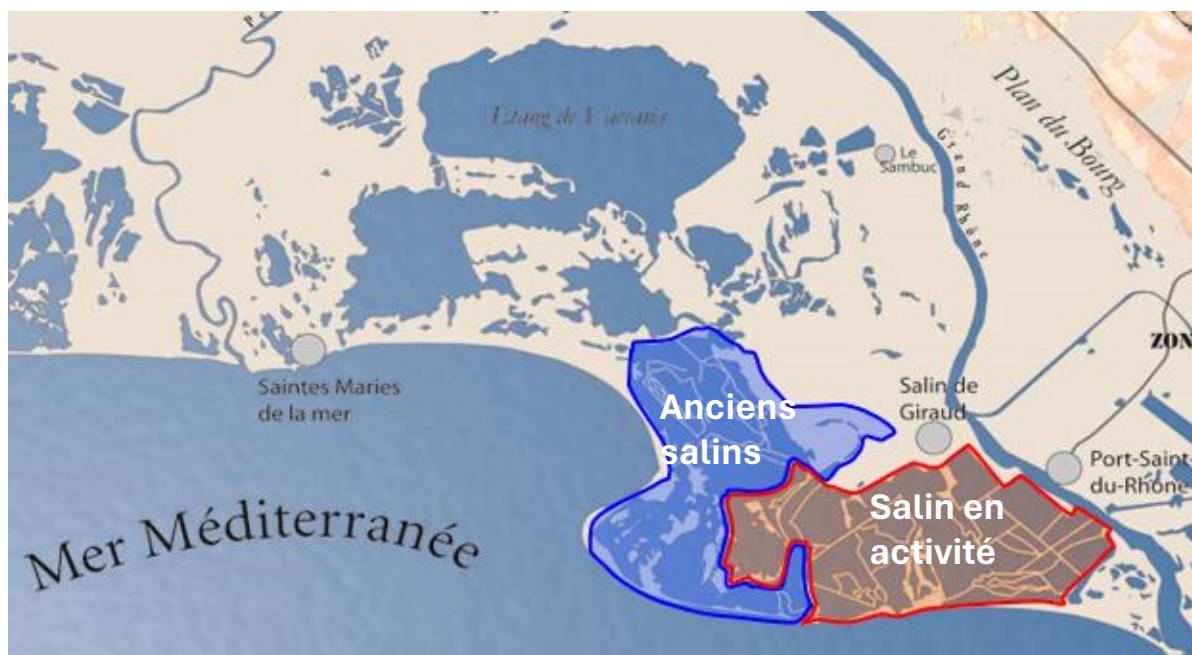 Pe
Etang de Vaccarès
Le
Sambuc
Grand Rhône
Plan du Bourg
ZON
Saintes Maries
de la mer
Anciens
salins
Salin de
Giraud
Port-Saint-
du-Rhône
Salin en
activité
Mer Méditerranée